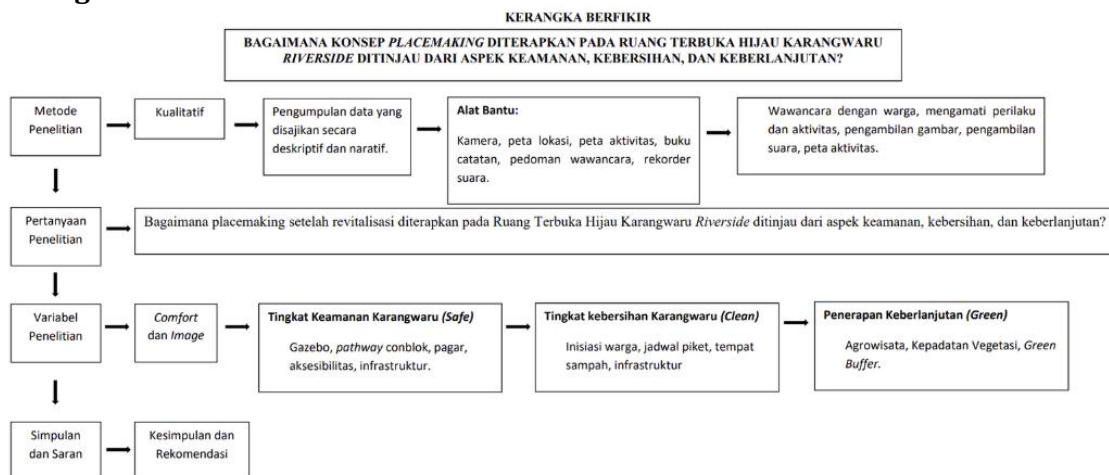 KERANGKA BERFIKIR
BAGAIMANA KONSEP PLACEMAKING DITERAPKAN PADA RUANG TERBUKA HIJAU KARANGWARU
RIVERSIDE DITINJAU DARI ASPEK KEAMANAN, KEBERSIHAN, DAN KEBERLANJUTAN?
Metode
Penelitian
Kualitatif
Pengumpulan data yang
disajikan secara
deskriptif dan naratif.
Alat Bantu:
Kamera, peta lokasi, peta aktivitas, buku
catatan, pedoman wawancara, rekorder
suara.
Wawancara dengan warga, mengamati perilaku
dan aktivitas, pengambilan gambar, pengambilan
suara, peta aktivitas.
Pertanyaan
Penelitian
Bagaimana placemaking setelah revitalisasi diterapkan pada Ruang Terbuka Hijau Karangwaru Riverside ditinjau dari aspek keamanan, kebersihan, dan keberlanjutan?
Variabel
Penelitian
Comfort
dan Image
Tingkat Keamanan Karangwaru (Safe)
Gazebo, pathway conblok, pagar,
aksesibilitas, infrastruktur.
Tingkat kebersihan Karangwaru (Clean)
Inisiasi warga, jadwal piket, tempat
sampah, infrastruktur
Penerapan Keberlanjutan (Green)
Agrowisata, Kepadatan Vegetasi, Green
Buffer.
Simpulan
dan Saran
Kesimpulan dan
Rekomendasi